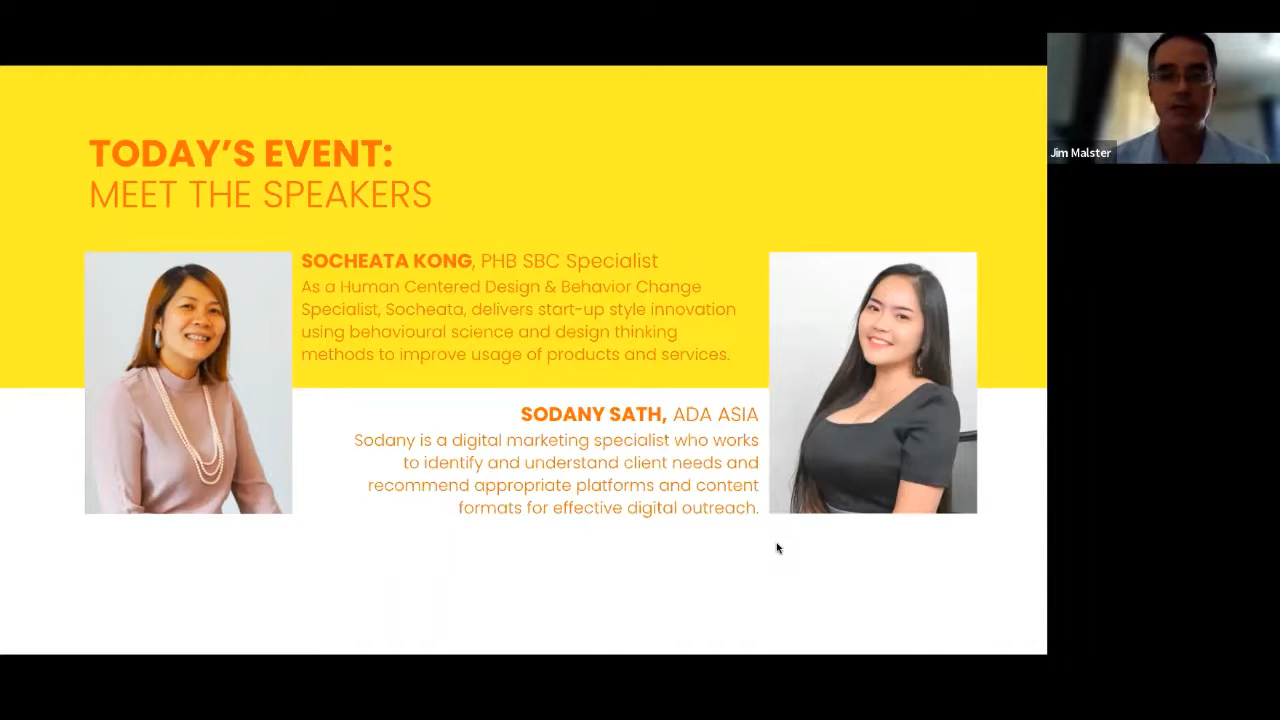 TODAY’S EVENT:
MEET THE SPEAKERS
SOCHEATA KONG, PHB SBC Specialist
As a Human Centered Design & Behavior Change
Specialist, Socheata, delivers start-up style innovation
using behavioural science and design thinking
methods to improve usage of products and services.
SODANY SATH, ADA ASIA
Sodany is a digital marketing specialist who works
to identify and understand client needs and
recommend appropriate platforms and content
formats for effective digital outreach.
Jim Malster